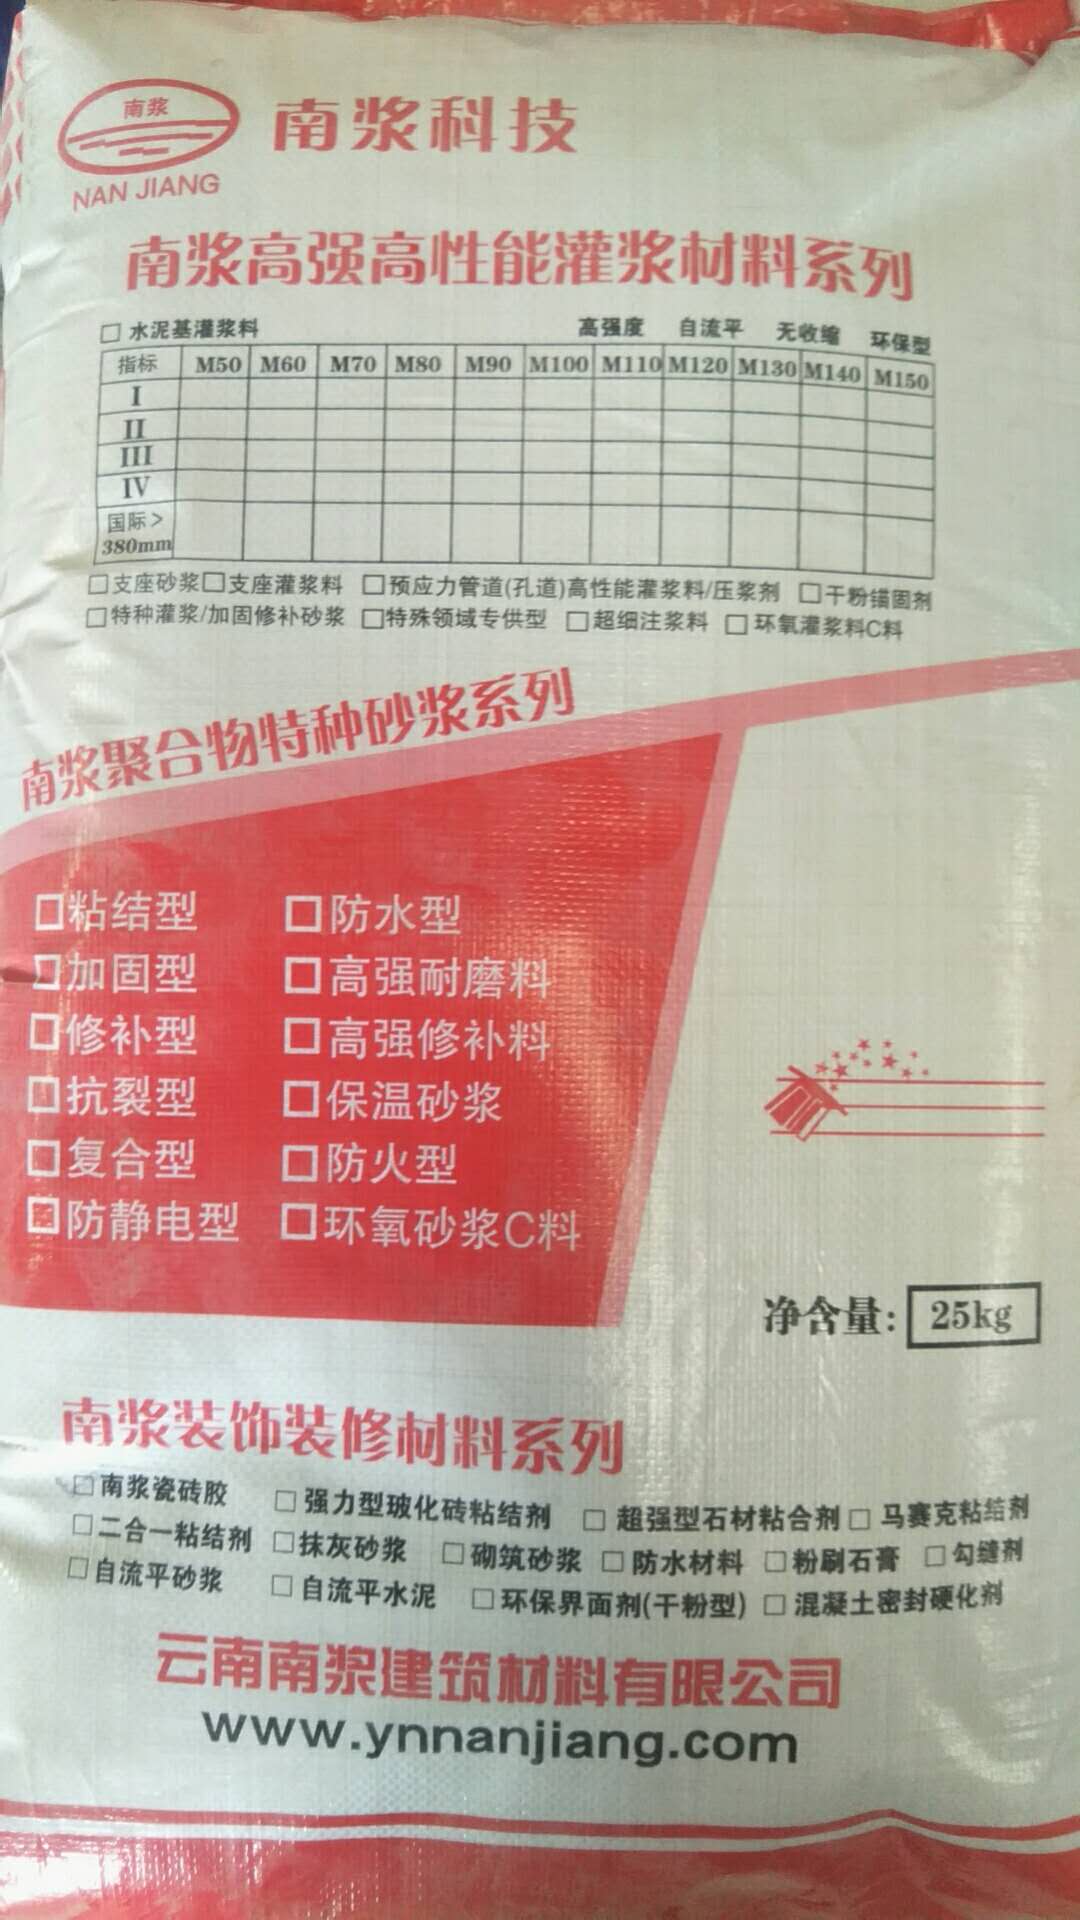 南浆
NAN JIANG
南浆科技
南浆高强高性能灌浆材料系列
□ 水泥基灌浆料 高强度 自流平 无收缩 环保型
指标 M50 M60 M70 M80 M90 M100 M110 M120 M130 M140 M150
I
II
III
IV
国际>
380mm
□支座砂浆□支座灌浆料 □预应力管道(孔道)高性能灌浆料/压浆剂 □干粉锚固剂
□特种灌浆/加固修补砂浆 □特殊领域专供型 □超细注浆料 □环氧灌浆料C料
南浆聚合物特种砂浆系列
□粘结型 □防水型
□加固型 □高强耐磨料
□修补型 □高强修补料
□抗裂型 □保温砂浆
□复合型 □防火型
□防静电型 □环氧砂浆C料
净含量: 25kg
南浆装饰装修材料系列
□南浆瓷砖胶 □强力型玻化砖粘结剂 □超强型石材粘合剂 □马赛克粘结剂
□二合一粘结剂 □抹灰砂浆 □砌筑砂浆 □防水材料 □粉刷石膏 □勾缝剂
□自流平砂浆 □自流平水泥 □环保界面剂(干粉型) □混凝土密封硬化剂
云南南浆建筑材料有限公司
www.ynnanjiang.com